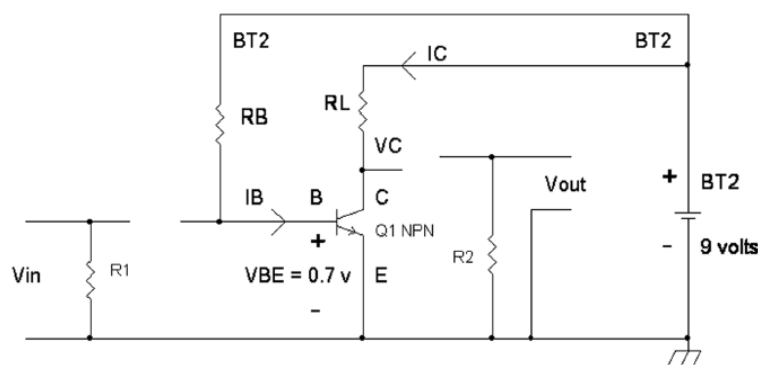 BT2
BT2
IC
RB
RL
VC
IB
B
C
Vout
BT2
Q1 NPN
Vin
R1
VBE = 0.7 v
E
R2
9 volts
+
-
+
-